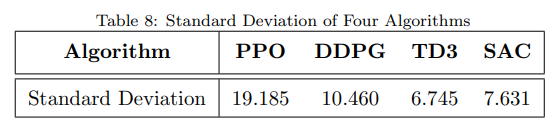 Table 8: Standard Deviation of Four Algorithms
Algorithm PPO DDPG TD3 SAC
Standard Deviation 19.185 10.460 6.745 7.631